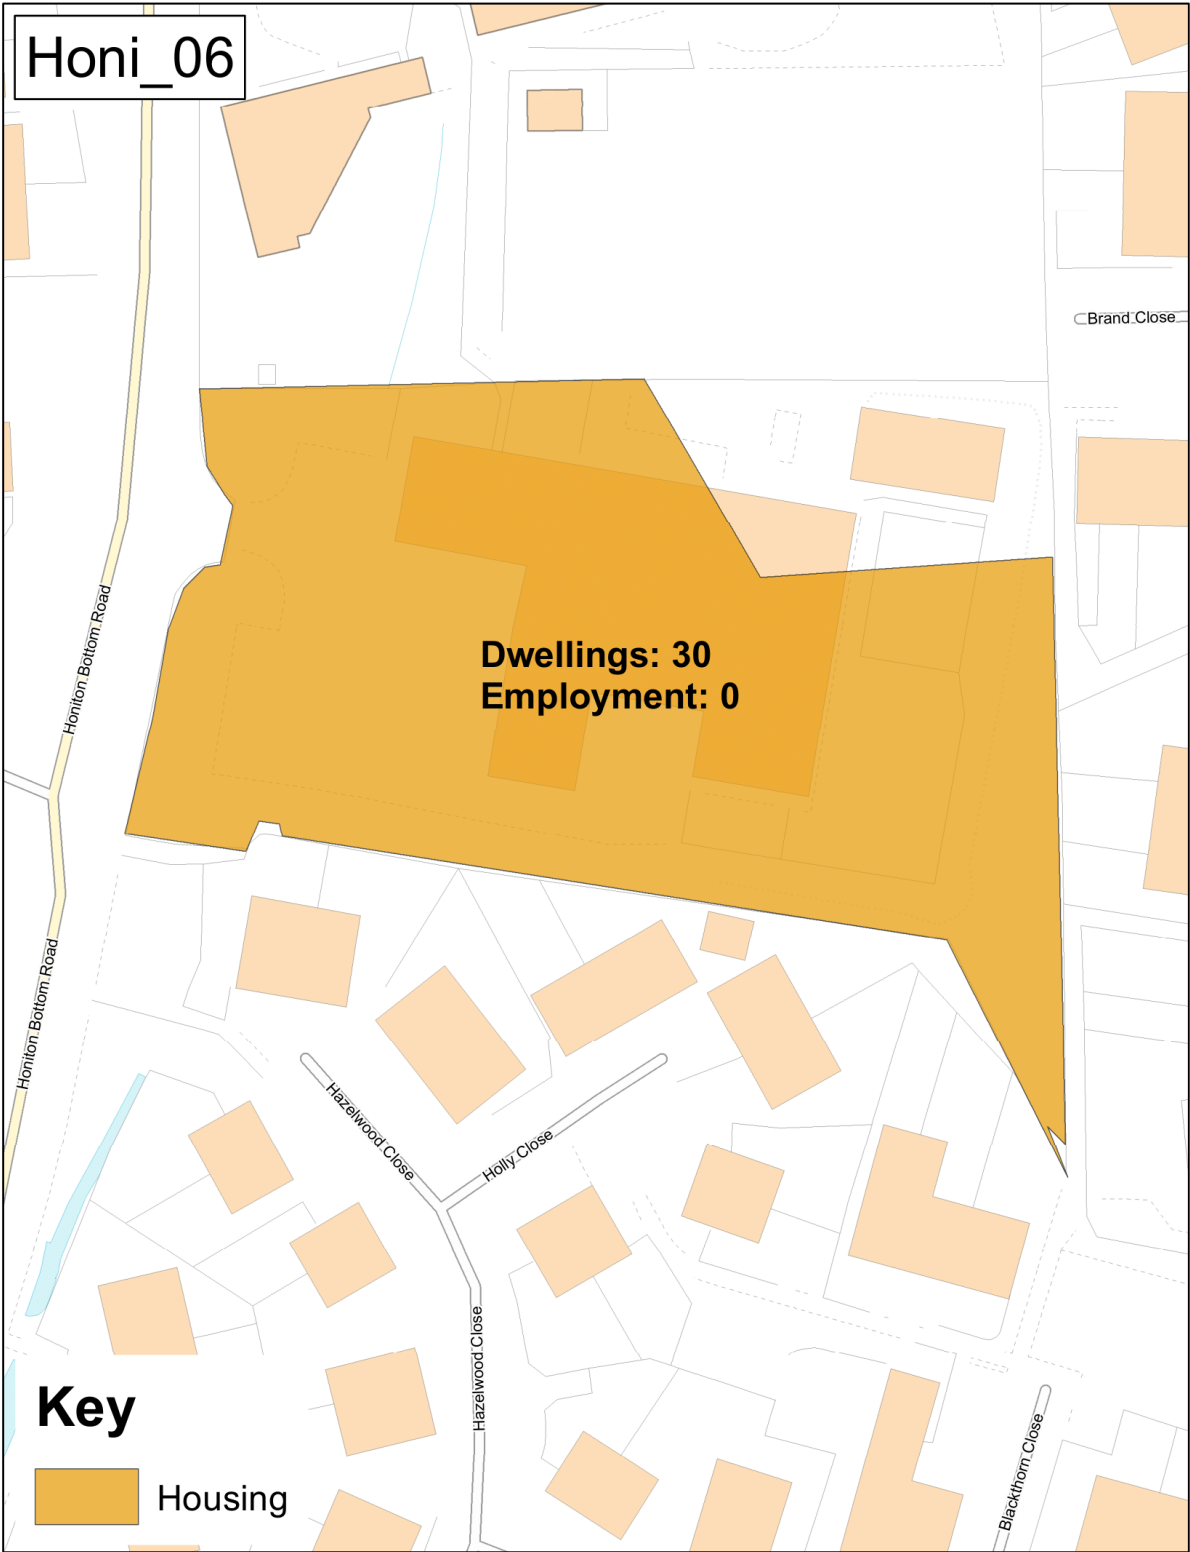 Honi_06
Brand Close
Honiton Bottom Road
Dwellings: 30
Employment: 0
Honiton Bottom Road
Hazelwood Close
Holly Close
Hazelwood Close
Blackthorn Close
Key
Housing